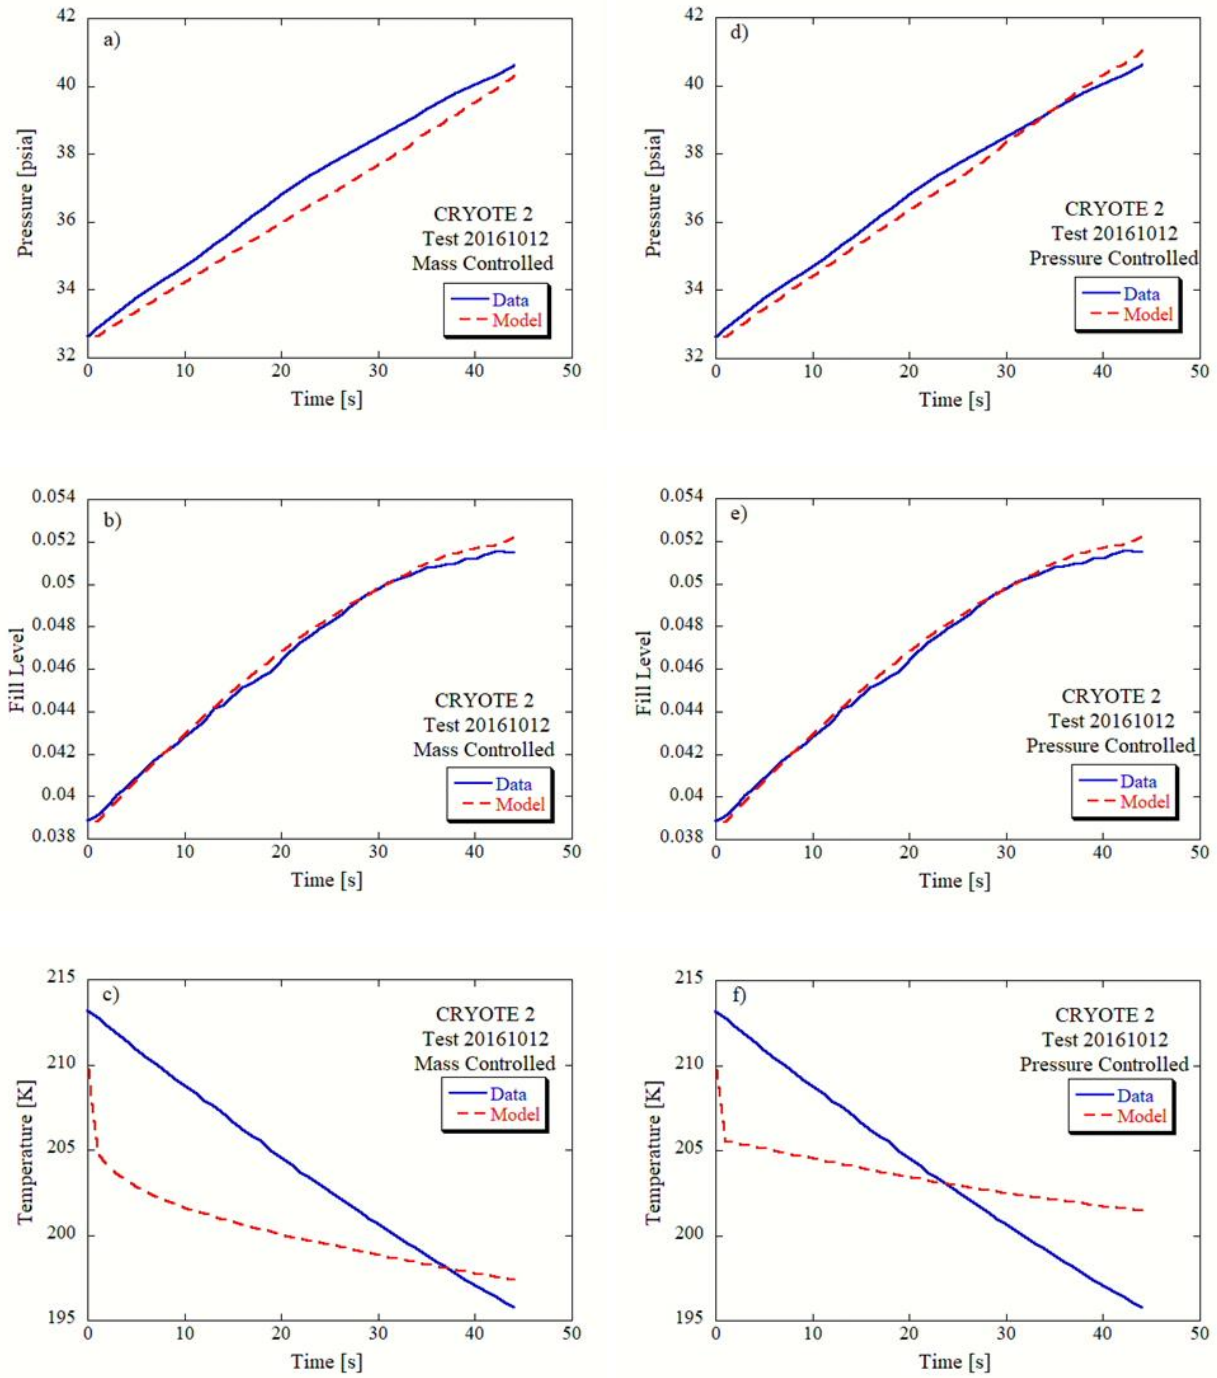 a)
42
40
38
36
34
32
Pressure [psia]
CRYOTE 2
Test 20161012
Mass Controlled
Data
Model
0
10
20
30
40
50
Time [s]
d)
42
40
38
36
34
32
Pressure [psia]
CRYOTE 2
Test 20161012
Pressure Controlled
Data
Model
0
10
20
30
40
50
Time [s]
b)
0.054
0.052
0.05
0.048
0.046
0.044
0.042
0.04
0.038
Fill Level
CRYOTE 2
Test 20161012
Mass Controlled
Data
Model
0
10
20
30
40
50
Time [s]
e)
0.054
0.052
0.05
0.048
0.046
0.044
0.042
0.04
0.038
Fill Level
CRYOTE 2
Test 20161012
Pressure Controlled
Data
Model
0
10
20
30
40
50
Time [s]
c)
215
210
205
200
195
Temperature [K]
CRYOTE 2
Test 20161012
Mass Controlled
Data
Model
0
10
20
30
40
50
Time [s]
f)
215
210
205
200
195
Temperature [K]
CRYOTE 2
Test 20161012
Pressure Controlled
Data
Model
0
10
20
30
40
50
Time [s]